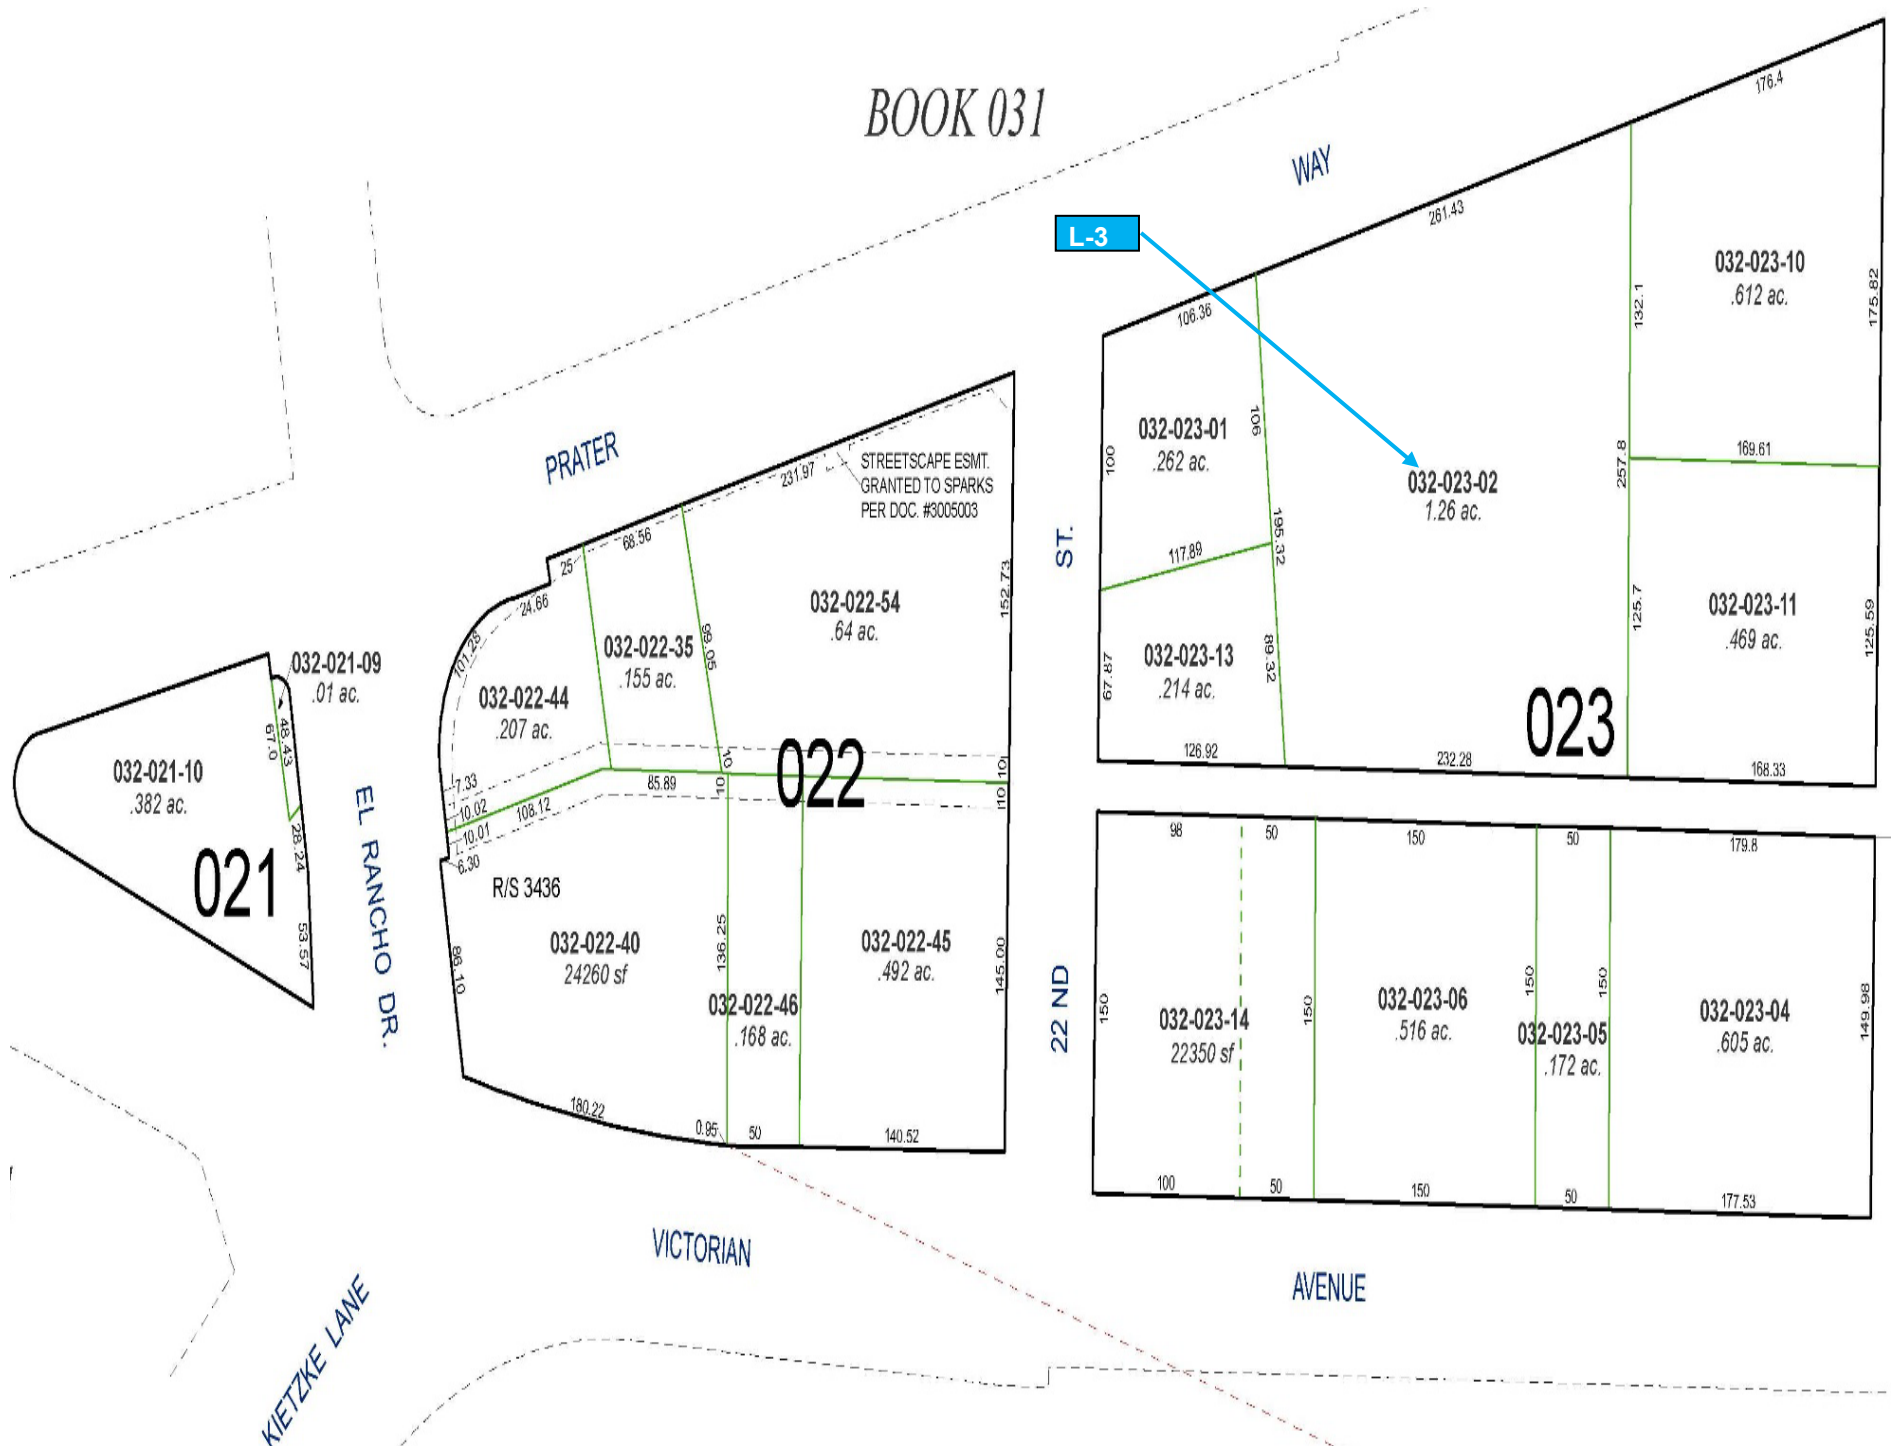 BOOK 031
WAY
176.4
261.43
L-3
106.36
032-023-10
.612 ac.
132.1
175.82
032-023-01
.262 ac.
100
106
032-023-02
1.26 ac.
257.8
169.61
PRATER
231.97
STREETSCAPE ESMT.
GRANTED TO SPARKS
PER DOC. #3005003
68.56
25
24.66
101.28
ST.
117.89
195.32
152.73
032-022-54
.64 ac.
032-022-35
.155 ac.
99.05
032-023-13
.214 ac.
67.87
89.32
125.7
032-023-11
.469 ac.
125.59
032-021-09
.01 ac.
48.43
67.0
032-022-44
.207 ac.
023
032-021-10
.382 ac.
022
10
10
10
10
126.92
232.28
168.33
7.33
10.02
10.01
6.30
108.12
85.89
28.24
021
53.57
EL RANCHO DR.
R/S 3436
98
50
150
50
179.8
032-022-40
24260 sf
86.10
136.25
032-022-45
.492 ac.
145.00
032-022-46
.168 ac.
22 ND
150
032-023-14
22350 sf
150
032-023-06
.516 ac.
150
032-023-05
.172 ac.
150
032-023-04
.605 ac.
149.98
180.22
0.95
50
140.52
100
50
150
50
177.53
VICTORIAN
AVENUE
KIETZKE LANE